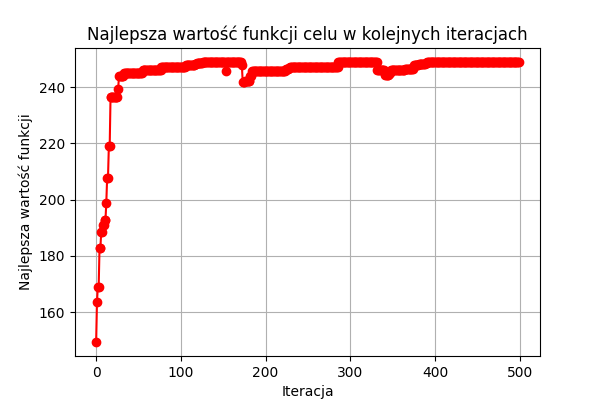 Najlepsza wartość funkcji celu w kolejnych iteracjach
Najlepsza wartość funkcji
240
220
200
180
160
0 100 200 300 400 500
Iteracja